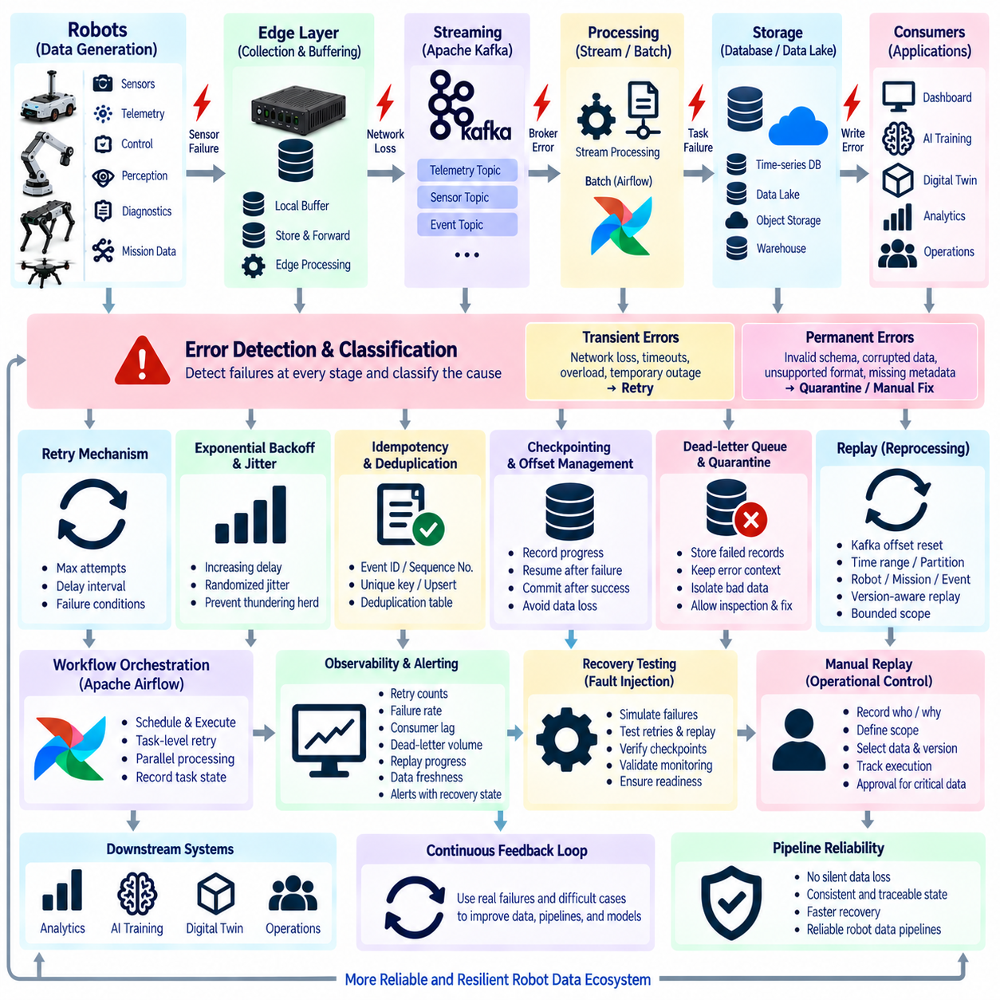 Robots
(Data Generation)
Sensors
Telemetry
Control
Perception
Diagnostics
Mission Data
Sensor
Failure
Edge Layer
(Collection & Buffering)
Local Buffer
Store & Forward
Edge Processing
Network
Loss
Streaming
(Apache Kafka)
kafka
Telemetry Topic
Sensor Topic
Event Topic
•••
Broker
Error
Processing
(Stream / Batch)
Stream Processing
Batch (Airflow)
Task
Failure
Storage
(Database / Data Lake)
Time-series DB
Data Lake
Object Storage
Warehouse
Write
Error
Consumers
(Applications)
Dashboard
AI Training
Digital Twin
Analytics
Operations
Error Detection & Classification
Detect failures at every stage and classify the cause
Transient Errors
Network loss, timeouts,
overload, temporary outage
→ Retry
Permanent Errors
Invalid schema, corrupted data,
unsupported format, missing metadata
→ Quarantine / Manual Fix
Retry Mechanism
• Max attempts
• Delay interval
• Failure conditions
Exponential Backoff
& Jitter
• Increasing delay
• Randomized jitter
• Prevent thundering herd
Idempotency
& Deduplication
• Event ID / Sequence No.
• Unique key / Upsert
• Deduplication table
Checkpointing
& Offset Management
• Record progress
• Resume after failure
• Commit after success
• Avoid data loss
Dead-letter Queue
& Quarantine
• Store failed records
• Keep error context
• Isolate bad data
• Allow inspection & fix
Replay (Reprocessing)
• Kafka offset reset
• Time range / Partition
• Robot / Mission / Event
• Version-aware replay
• Bounded scope
Workflow Orchestration
(Apache Airflow)
• Schedule & Execute
• Task-level retry
• Parallel processing
• Record task state
Observability & Alerting
• Retry counts
• Failure rate
• Consumer lag
• Dead-letter volume
• Replay progress
• Data freshness
• Alerts with recovery state
Recovery Testing
(Fault Injection)
• Simulate failures
• Test retries & replay
• Verify checkpoints
• Validate monitoring
• Ensure readiness
Manual Replay
(Operational Control)
• Record who / why
• Define scope
• Select data & version
• Track execution
• Approval for critical data
Downstream Systems
Analytics
AI Training
Digital Twin
Operations
Continuous Feedback Loop
Use real failures and difficult cases
to improve data, pipelines, and models
Pipeline Reliability
• No silent data loss
• Consistent and traceable state
• Faster recovery
• Reliable robot data pipelines
More Reliable and Resilient Robot Data Ecosystem